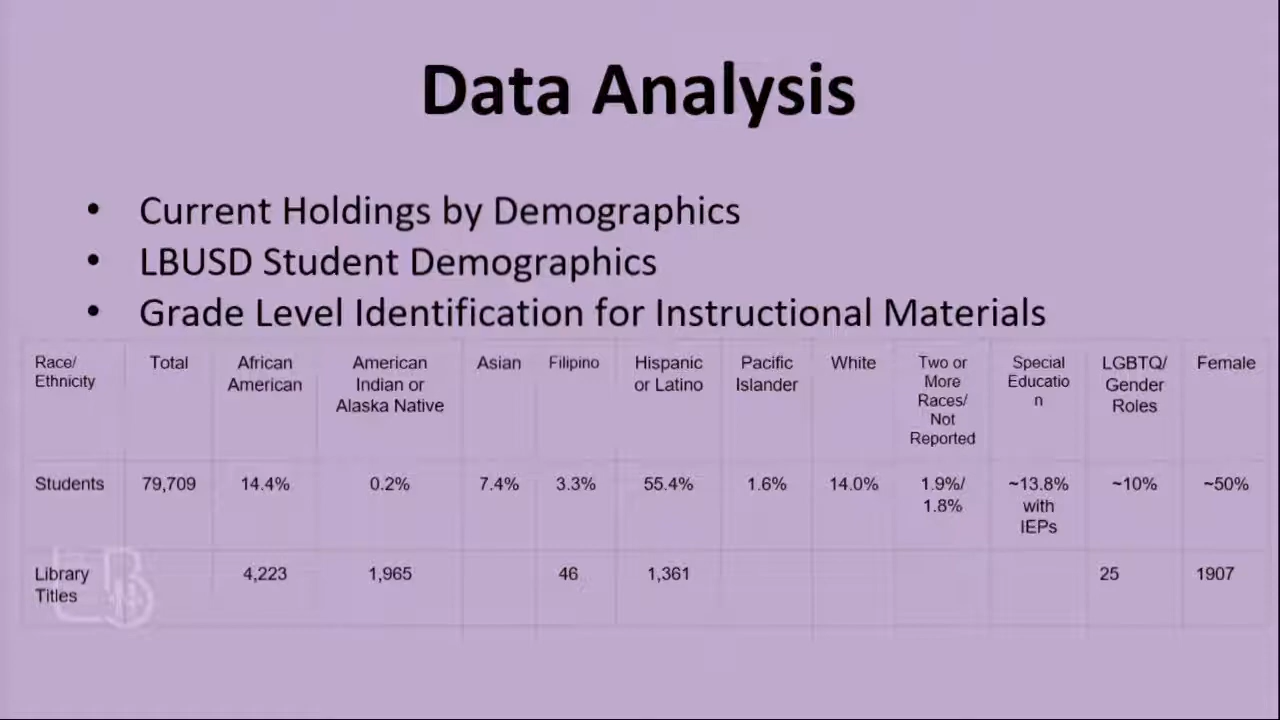 Data Analysis
• Current Holdings by Demographics
• LBUSD Student Demographics
• Grade Level Identification for Instructional Materials
Race/
Ethnicity
Total
African
American
American
Indian or
Alaska Native
Asian
Filipino
Hispanic
or Latino
Pacific
Islander
White
Two or
More
Races/
Not
Reported
Special
Educatio
n
LGBTQ/
Gender
Roles
Female
Students
79,709
14.4%
0.2%
7.4%
3.3%
55.4%
1.6%
14.0%
1.9%/
1.8%
~13.8%
with
IEPs
~10%
~50%
Library
Titles
4,223
1,965
46
1,361
25
1907